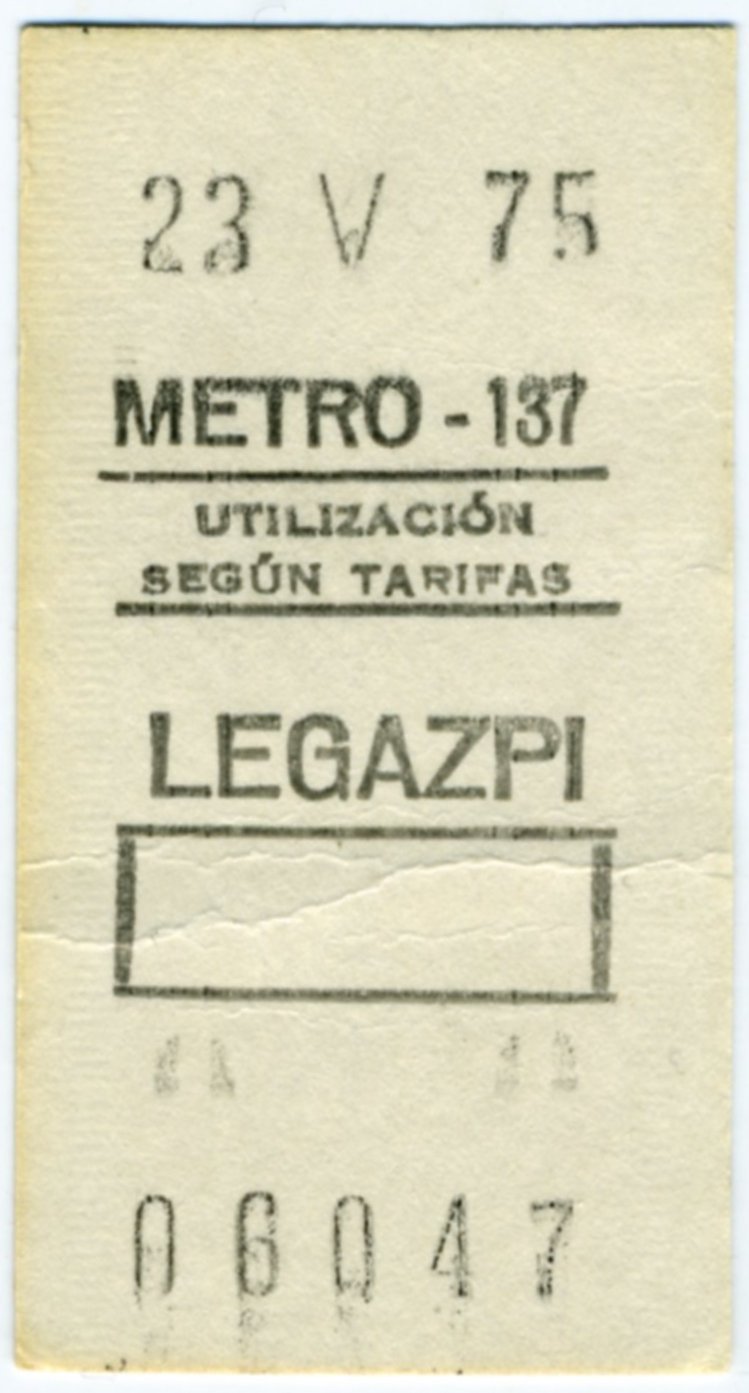 23 V 75
METRO - 137
UTILIZACIÓN
SEGÚN TARIFAS
LEGAZPI
06047